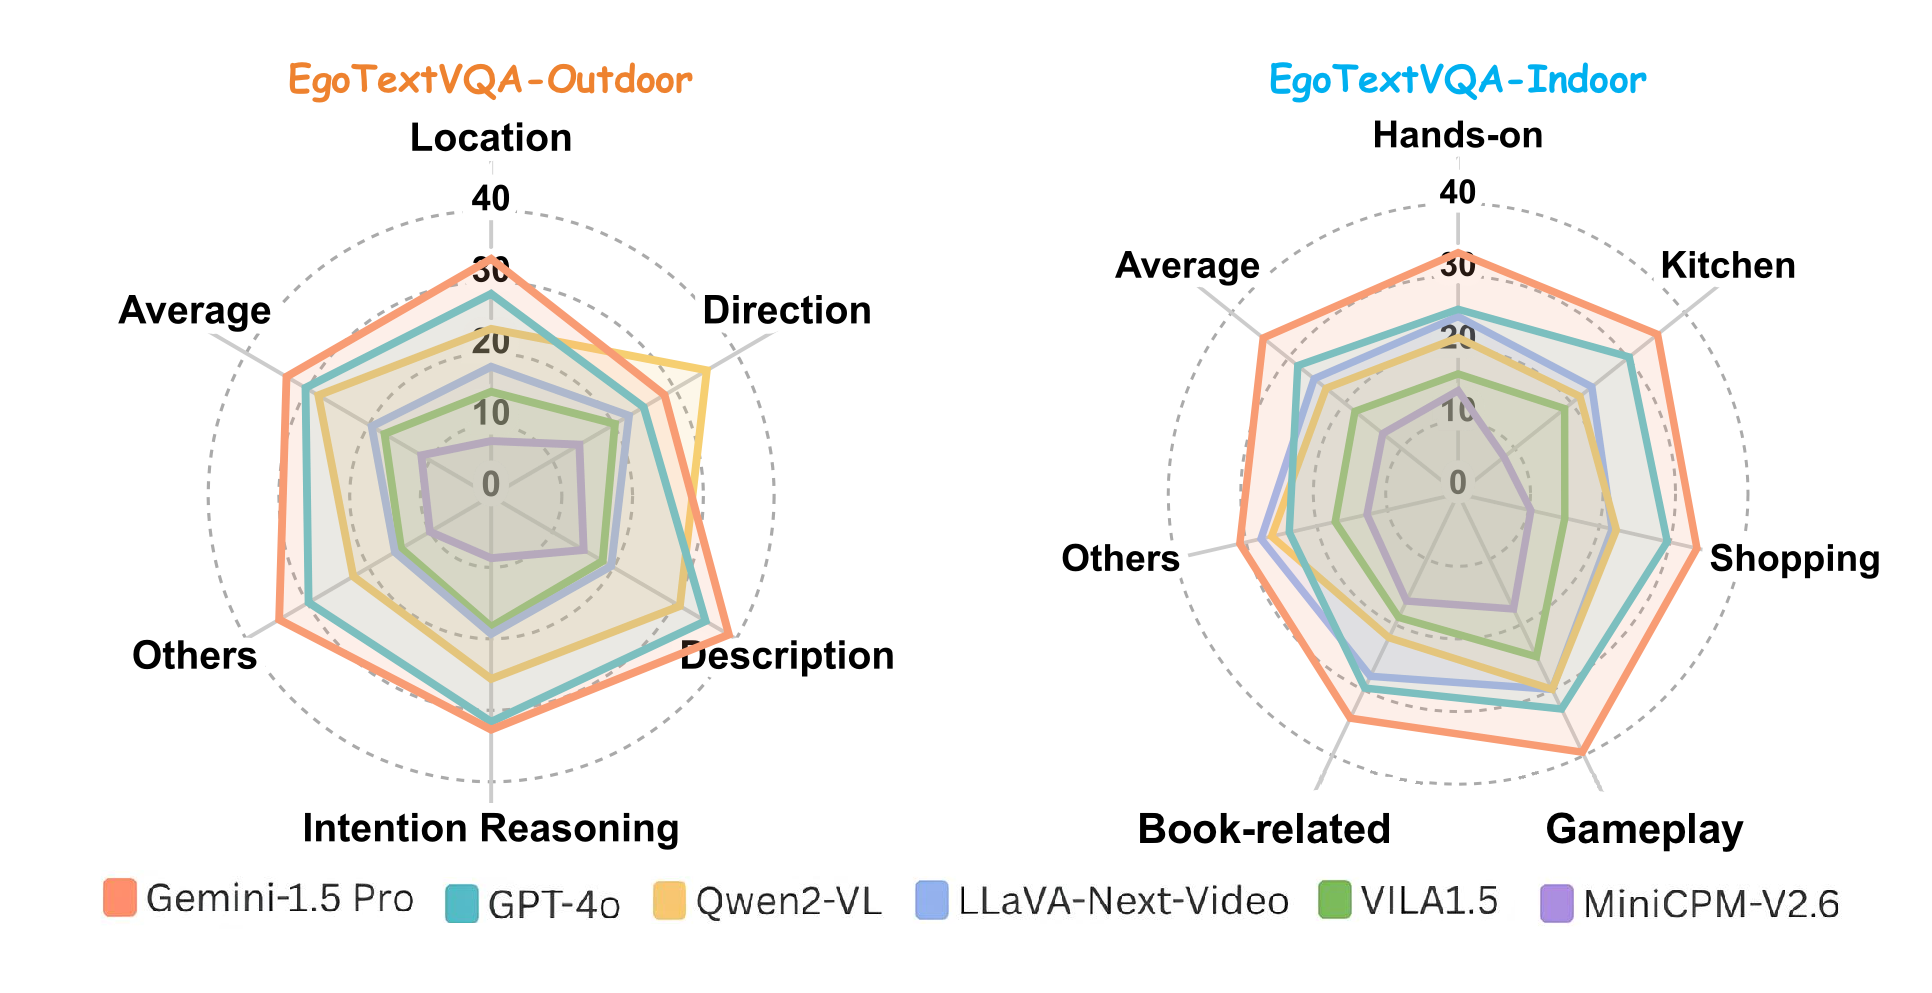 EgoTextVQA-Outdoor
Location
40
30
20
10
0
Average
Direction
Others
Description
Intention Reasoning
EgoTextVQA-Indoor
Hands-on
40
30
20
10
0
Average
Kitchen
Others
Shopping
Book-related
Gameplay
Gemini-1.5 Pro
GPT-4o
Qwen2-VL
LLaVA-Next-Video
VILA1.5
MiniCPM-V2.6